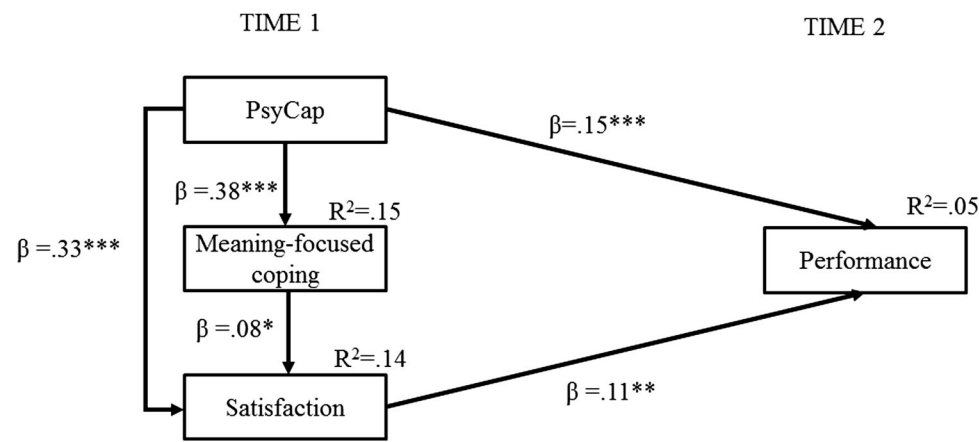 TIME 1
TIME 2
PsyCap
β=.15***
β =.38***
R²=.15
R²=.05
β =.33***
Meaning-focused
coping
Performance
β =.08*
R²=.14
Satisfaction
β =.11**